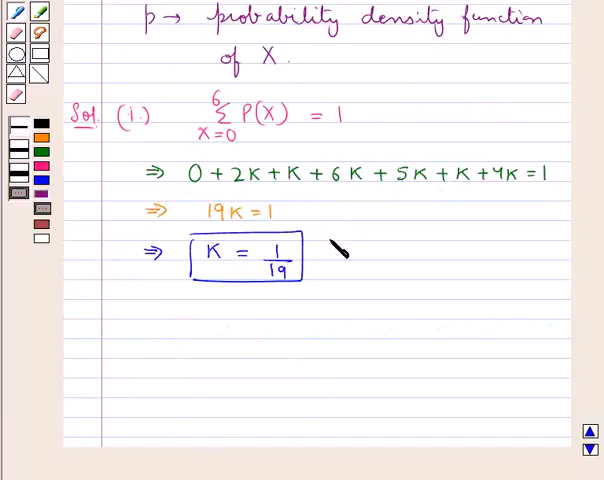 p → probability density function
of X.
Sol. (i.) 6 Σ X=0 P(X) = 1
⇒ 0 + 2K + K + 6K + 5K + K + 4K = 1
⇒ 19K = 1
⇒ K = 1/19